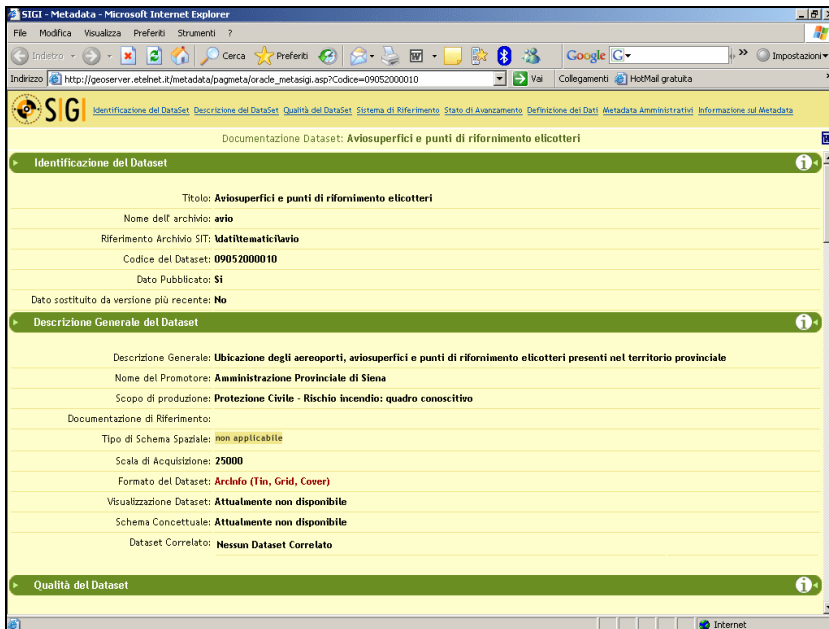 SIGI - Metadata - Microsoft Internet Explorer
File Modifica Visualizza Preferiti Strumenti ?
Indietro Cerca Preferiti Google G Impostazioni
Indirizzo http://geoserver.etelnet.it/metadata/pagmeta/oracle_metasigi.asp?Codice=09052000010 Vai Collegamenti HotMail gratuita
SIGI Identificazione del DataSet Descrizione del DataSet Qualità del DataSet Sistema di Riferimento Stato di Avanzamento Definizione dei Dati Metadata Amministrativi Informazione sul Metadata
Documentazione Dataset: Aviosuperfici e punti di rifornimento elicotteri
Identificazione del Dataset
Titolo: Aviosuperfici e punti di rifornimento elicotteri
Nome dell' archivio: avio
Riferimento Archivio SIT: \dati\tematici\avio
Codice del Dataset: 09052000010
Dato Pubblicato: Si
Dato sostituito da versione più recente: No
Descrizione Generale del Dataset
Descrizione Generale: Ubicazione degli aereoporti, aviosuperfici e punti di rifornimento elicotteri presenti nel territorio provinciale
Nome del Promotore: Amministrazione Provinciale di Siena
Scopo di produzione: Protezione Civile - Rischio incendio: quadro conoscitivo
Documentazione di Riferimento:
Tipo di Schema Spaziale: non applicabile
Scala di Acquisizione: 25000
Formato del Dataset: ArcInfo (Tin, Grid, Cover)
Visualizzazione Dataset: Attualmente non disponibile
Schema Concettuale: Attualmente non disponibile
Dataset Correlato: Nessun Dataset Correlato
Qualità del Dataset
Internet